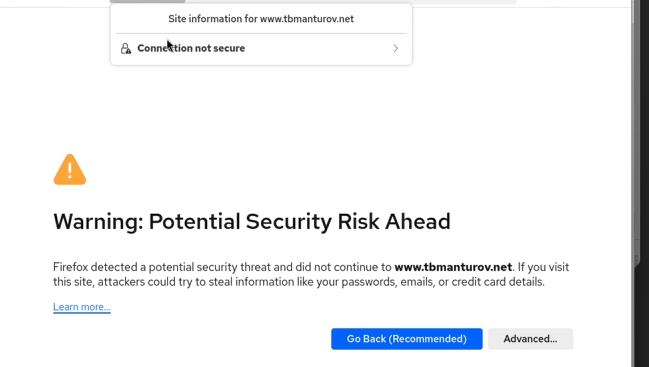 Site information for www.tbmanturov.net
Connection not secure
Warning: Potential Security Risk Ahead
Firefox detected a potential security threat and did not continue to www.tbmanturov.net. If you visit
this site, attackers could try to steal information like your passwords, emails, or credit card details.
Learn more...
Go Back (Recommended)
Advanced...